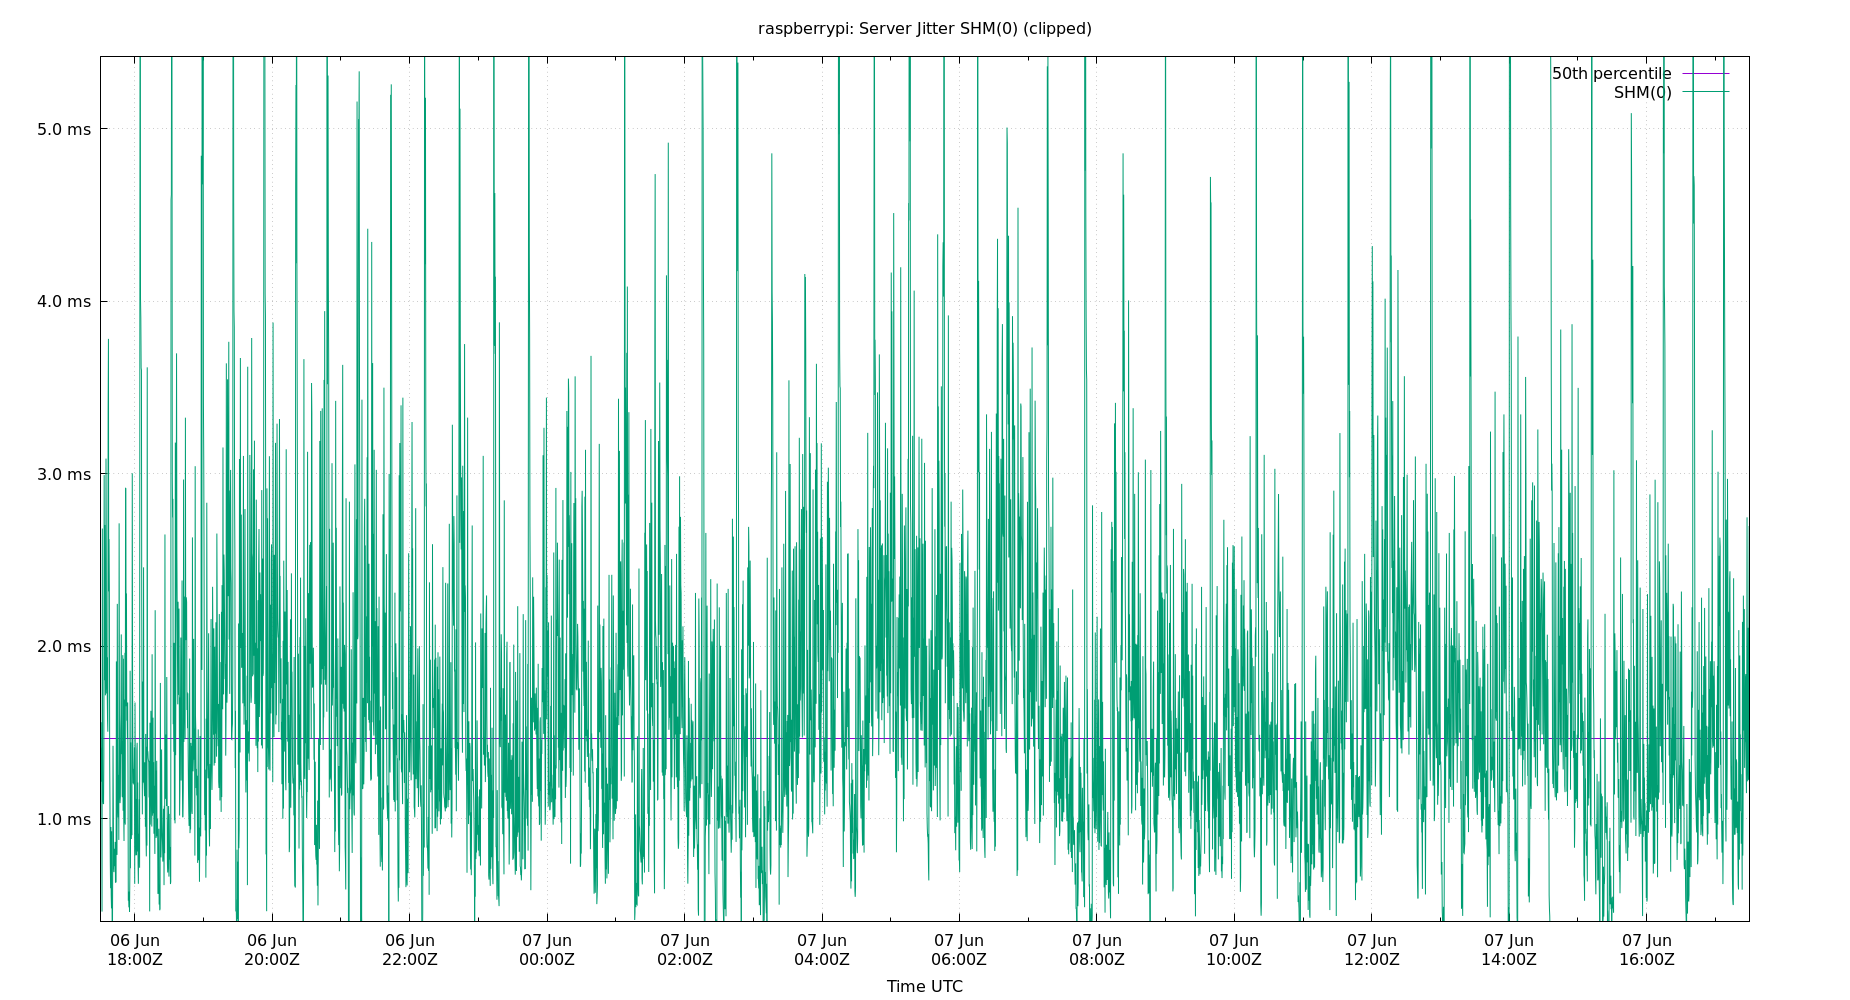 raspberrypi: Server Jitter SHM(0) (clipped)
50th percentile
SHM(0)
5.0 ms
4.0 ms
3.0 ms
2.0 ms
1.0 ms
06 Jun 06 Jun 06 Jun 07 Jun 07 Jun 07 Jun 07 Jun 07 Jun 07 Jun 07 Jun 07 Jun 07 Jun
18:00Z 20:00Z 22:00Z 00:00Z 02:00Z 04:00Z 06:00Z 08:00Z 10:00Z 12:00Z 14:00Z 16:00Z
Time UTC